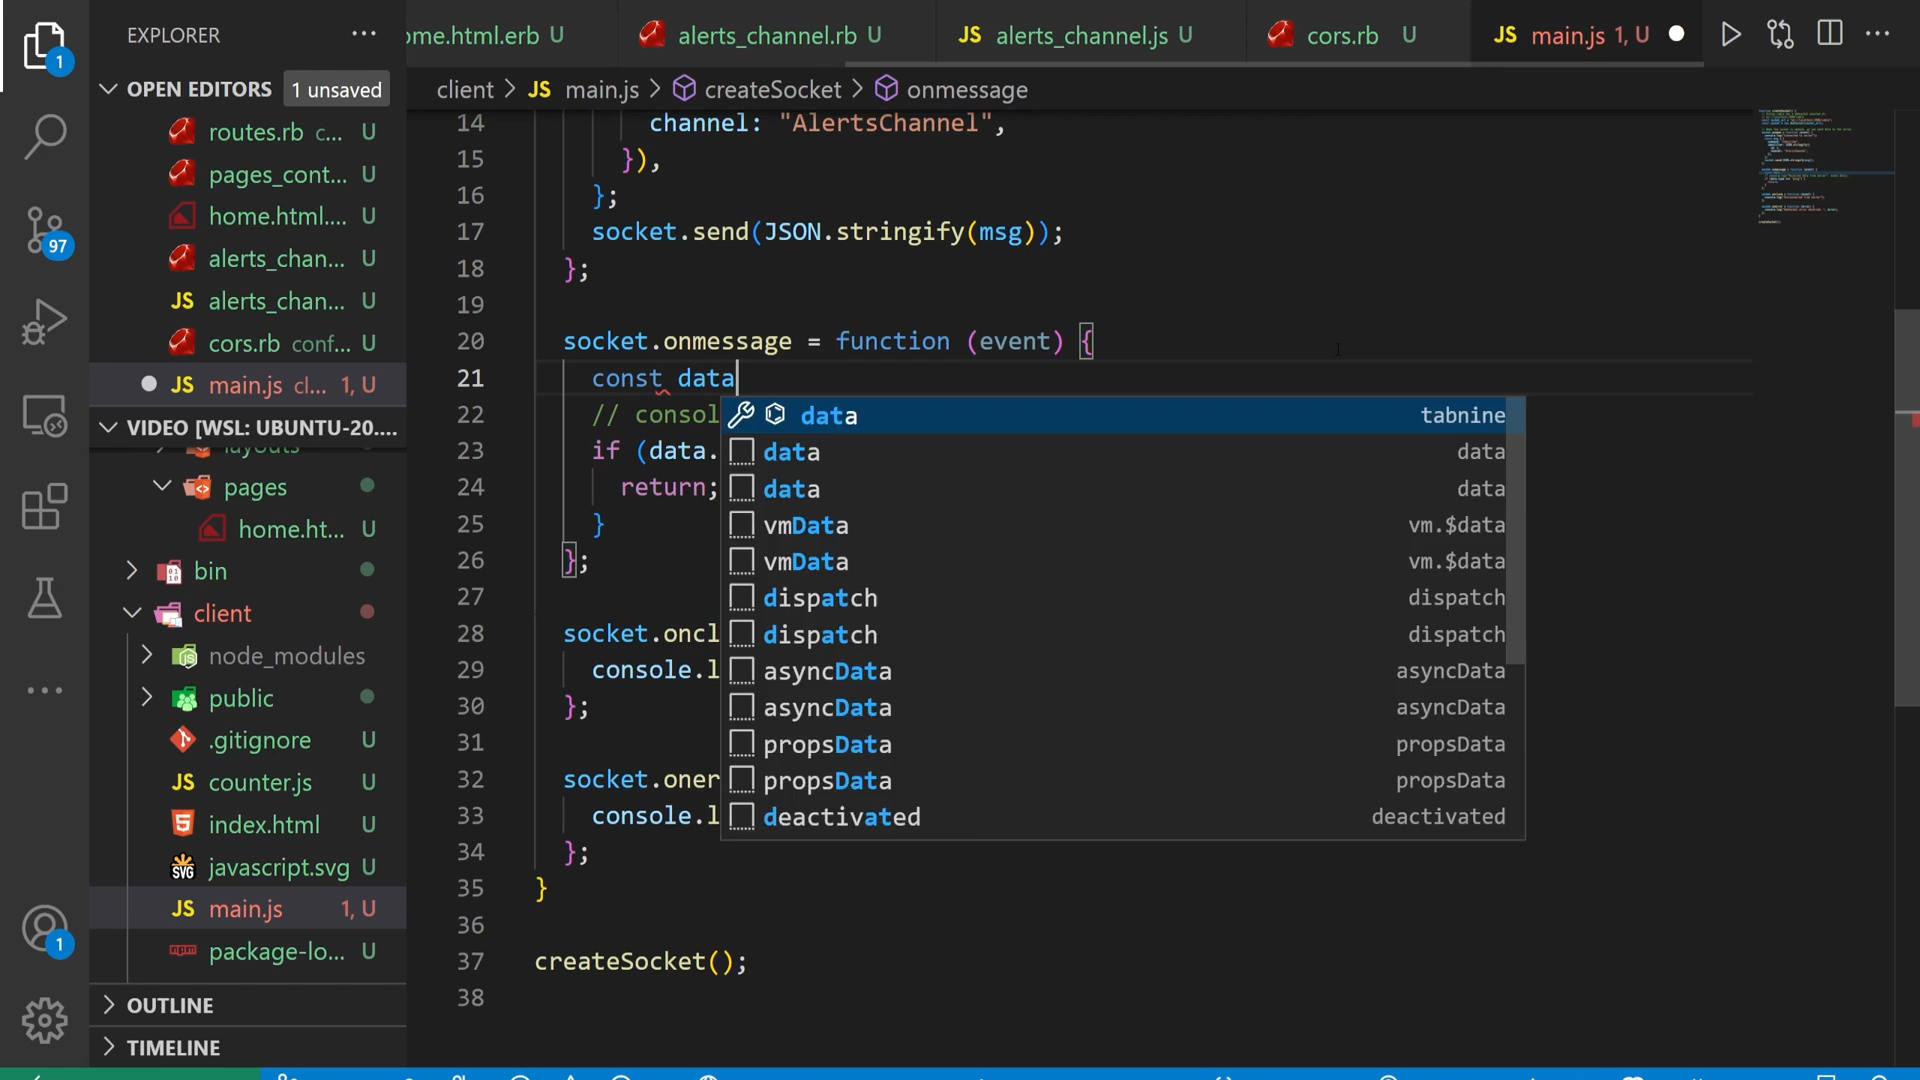 EXPLORER
ome.html.erb U
alerts_channel.rb U
JS alerts_channel.js U
cors.rb U
JS main.js 1, U
1
OPEN EDITORS
1 unsaved
client > JS main.js > createSocket > onmessage
routes.rb c... U
pages_cont... U
home.html.... U
alerts_chan... U
JS alerts_chan... U
cors.rb conf... U
JS main.js cl... 1, U
97
VIDEO [WSL: UBUNTU-20....
layouts
pages
home.ht... U
bin
client
node_modules
public
.gitignore U
JS counter.js U
index.html U
SVG javascript.svg U
JS main.js 1, U
package-lo... U
1
OUTLINE
TIMELINE
14 channel: "AlertsChannel",
15 }),
16 };
17 socket.send(JSON.stringify(msg));
18 };
19
20 socket.onmessage = function (event) {
21 const data
22 // consol
23 if (data.
24 return;
25 }
26 };
27
28 socket.oncl
29 console.l
30 };
31
32 socket.oner
33 console.l
34 };
35 }
36
37 createSocket();
38
data tabnine
data data
data data
vmData vm.$data
vmData vm.$data
dispatch dispatch
dispatch dispatch
asyncData asyncData
asyncData asyncData
propsData propsData
propsData propsData
deactivated deactivated